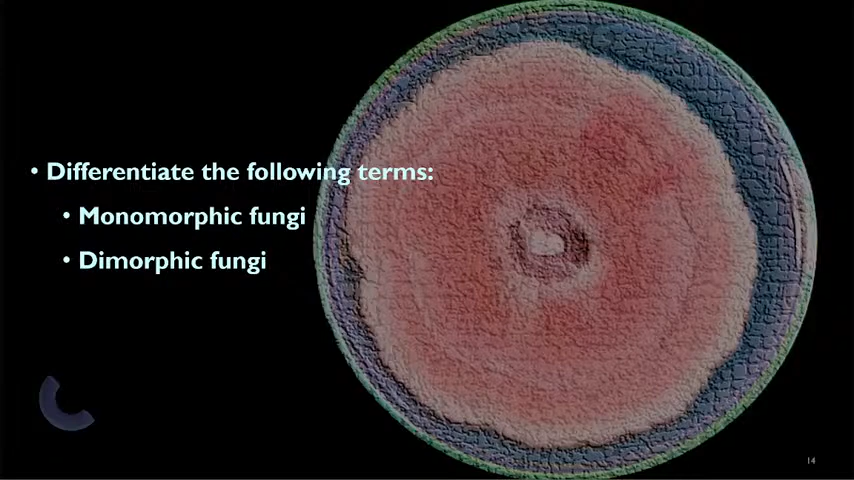 • Differentiate the following terms:
• Monomorphic fungi
• Dimorphic fungi
14